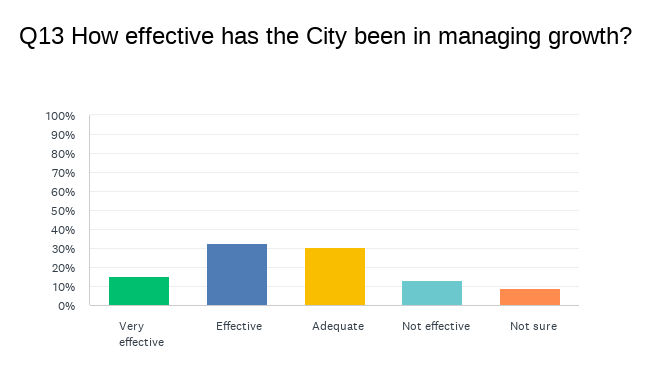 Q13 How effective has the City been in managing growth?
100%
90%
80%
70%
60%
50%
40%
30%
20%
10%
0%
Very
effective
Effective
Adequate
Not effective
Not sure